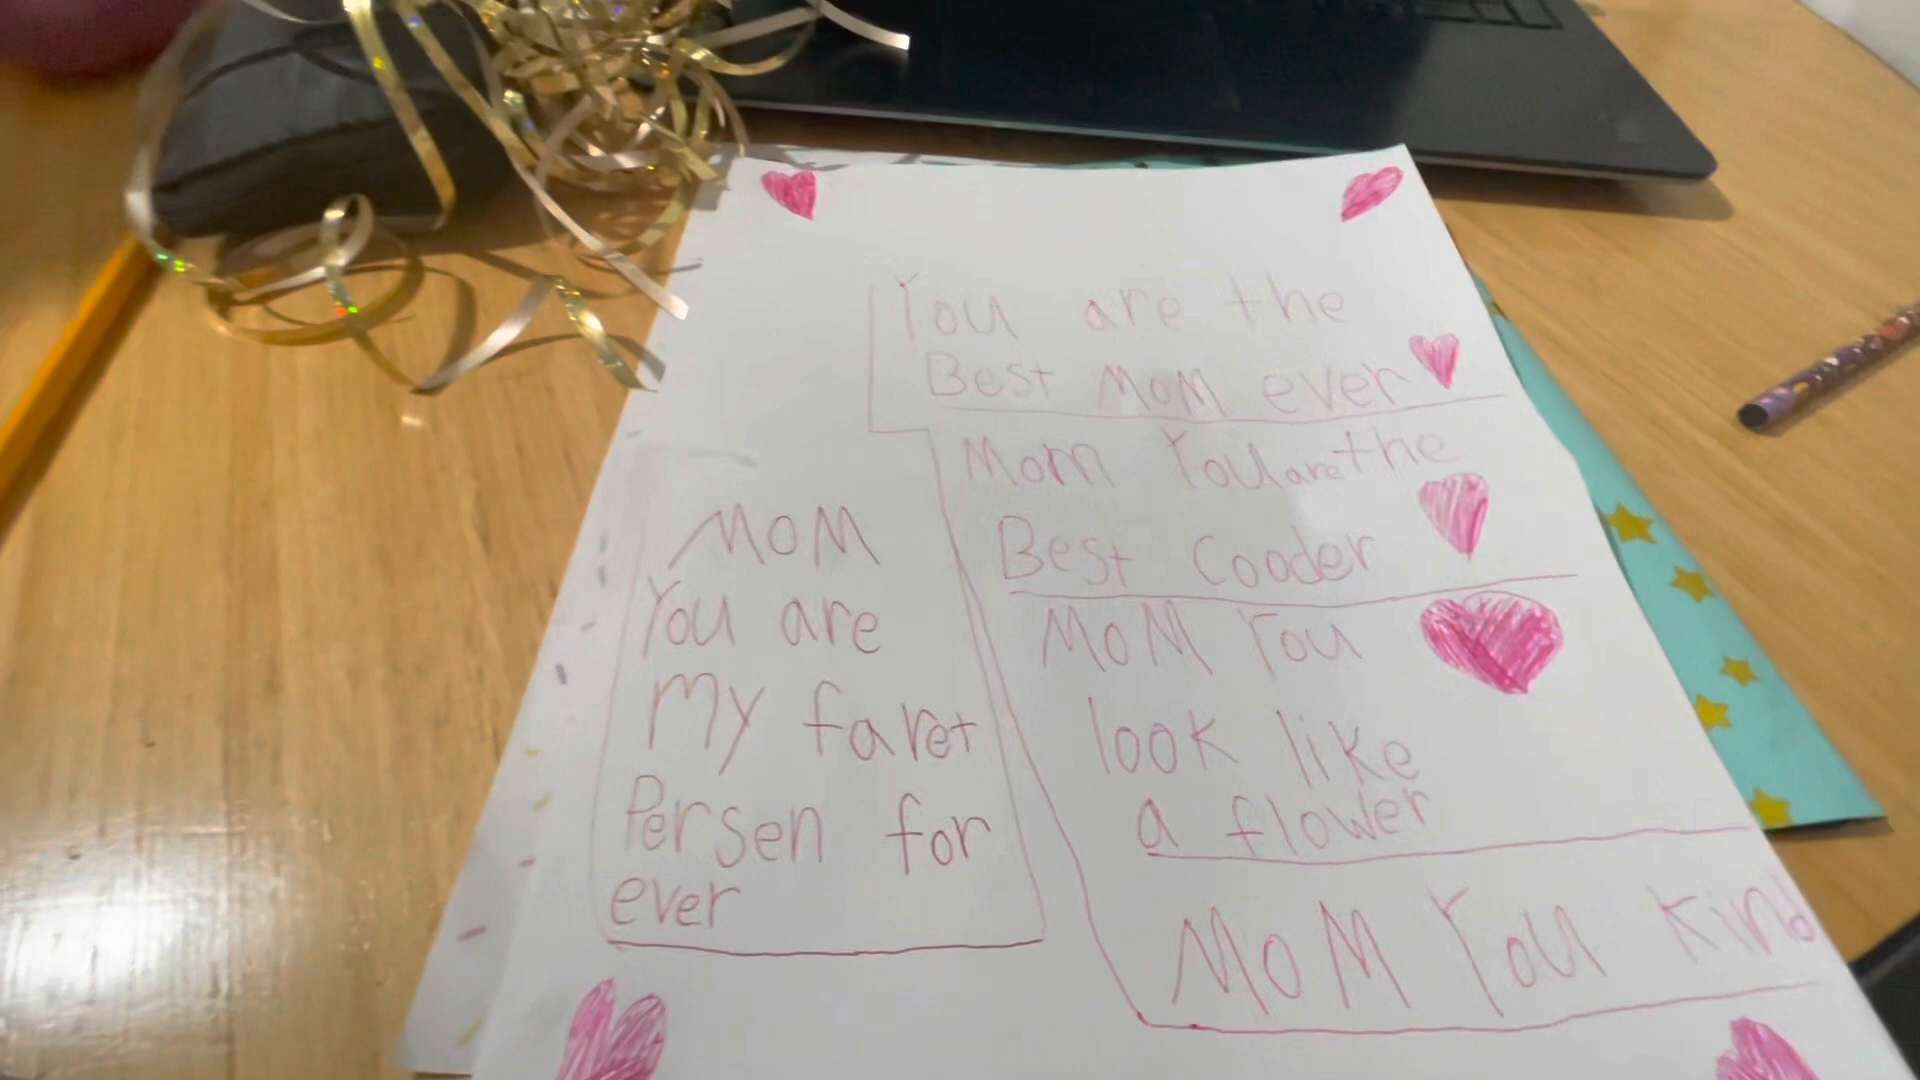 You are the
Best Mom ever
Mom You are the
Best Cooder
MoM You
look like
a flower
MoM You kinb
MoM
You are
My faret
Persen for
ever